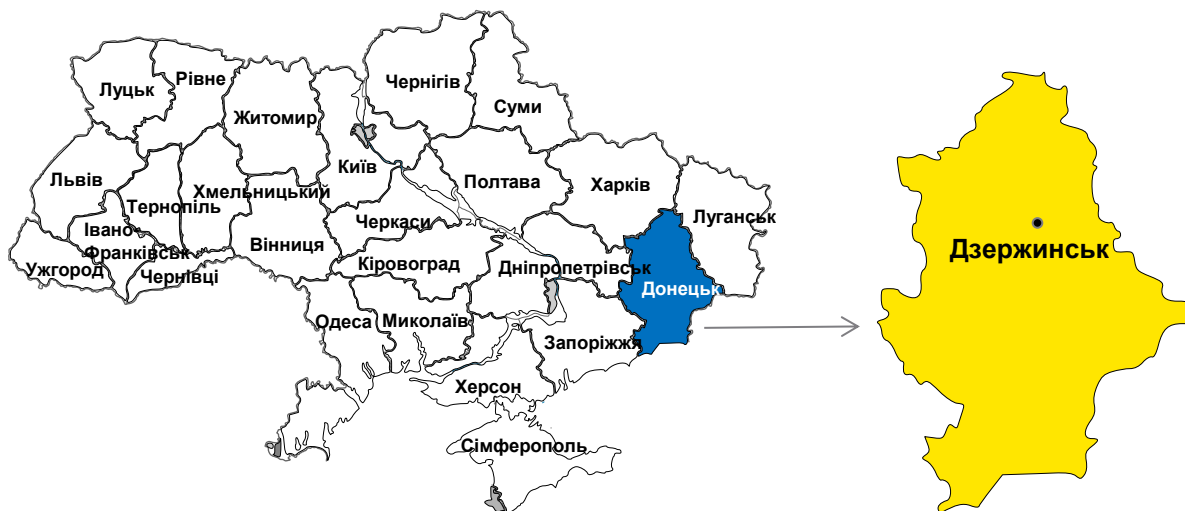 Луцьк
Рівне
Житомир
Чернігів
Суми
Київ
Львів
Тернопіль
Хмельницький
Полтава
Харків
Луганськ
Черкаси
Івано-
Франківськ
Вінниця
Ужгород
Чернівці
Кіровоград
Дніпропетрівськ
Донецьк
Одеса
Миколаїв
Запоріжжя
Херсон
Сімферополь
Дзержинськ